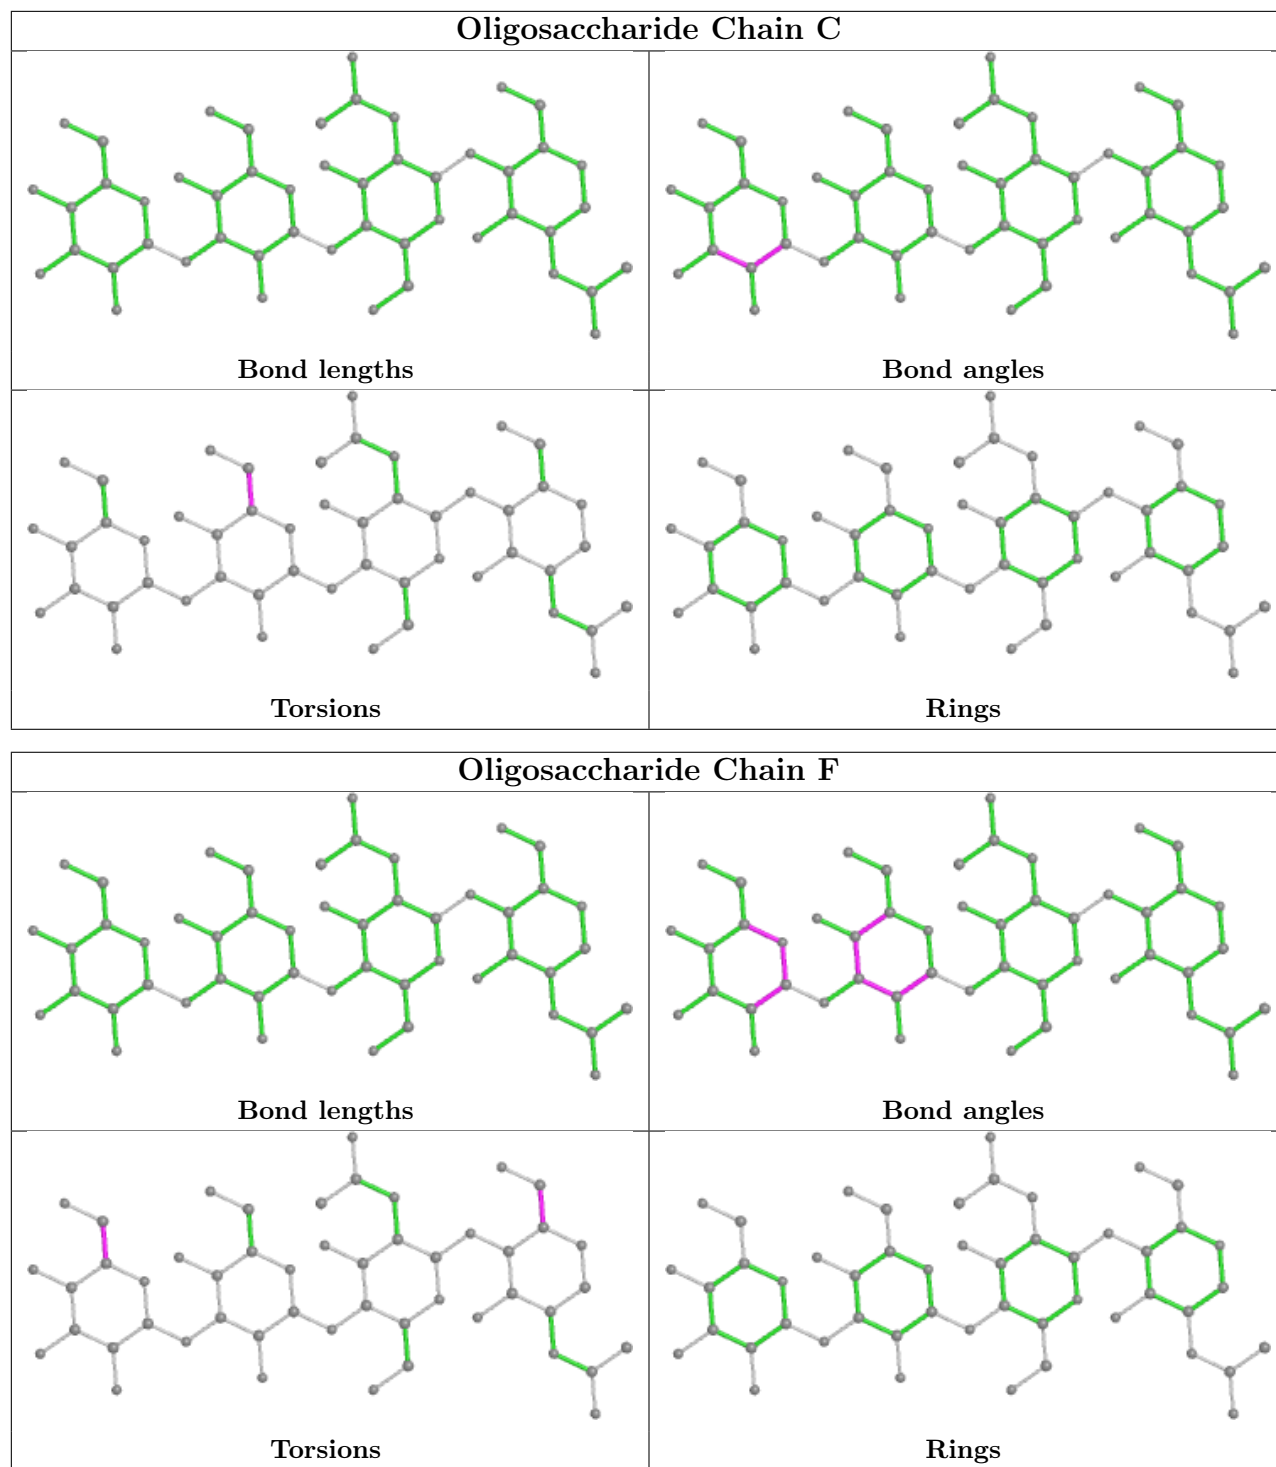 Oligosaccharide Chain C
Bond lengths
Bond angles
Torsions
Rings
Oligosaccharide Chain F
Bond lengths
Bond angles
Torsions
Rings